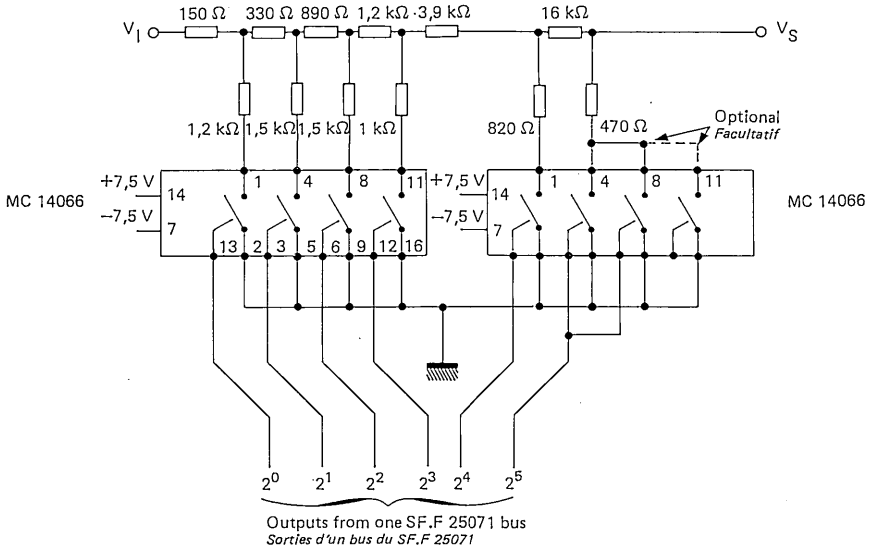 150 Ω 330 Ω 890 Ω 1,2 kΩ 3,9 kΩ 16 kΩ
V_I V_S
1,2 kΩ 1,5 kΩ 1,5 kΩ 1 kΩ 820 Ω 470 Ω
Optional
Facultatif
MC 14066
+7,5 V 14
−7,5 V 7
1 4 8 11
13 2 3 5 6 9 12 16
+7,5 V 14
−7,5 V 7
1 4 8 11
MC 14066
2^0 2^1 2^2 2^3 2^4 2^5
Outputs from one SF.F 25071 bus
Sorties d'un bus du SF.F 25071